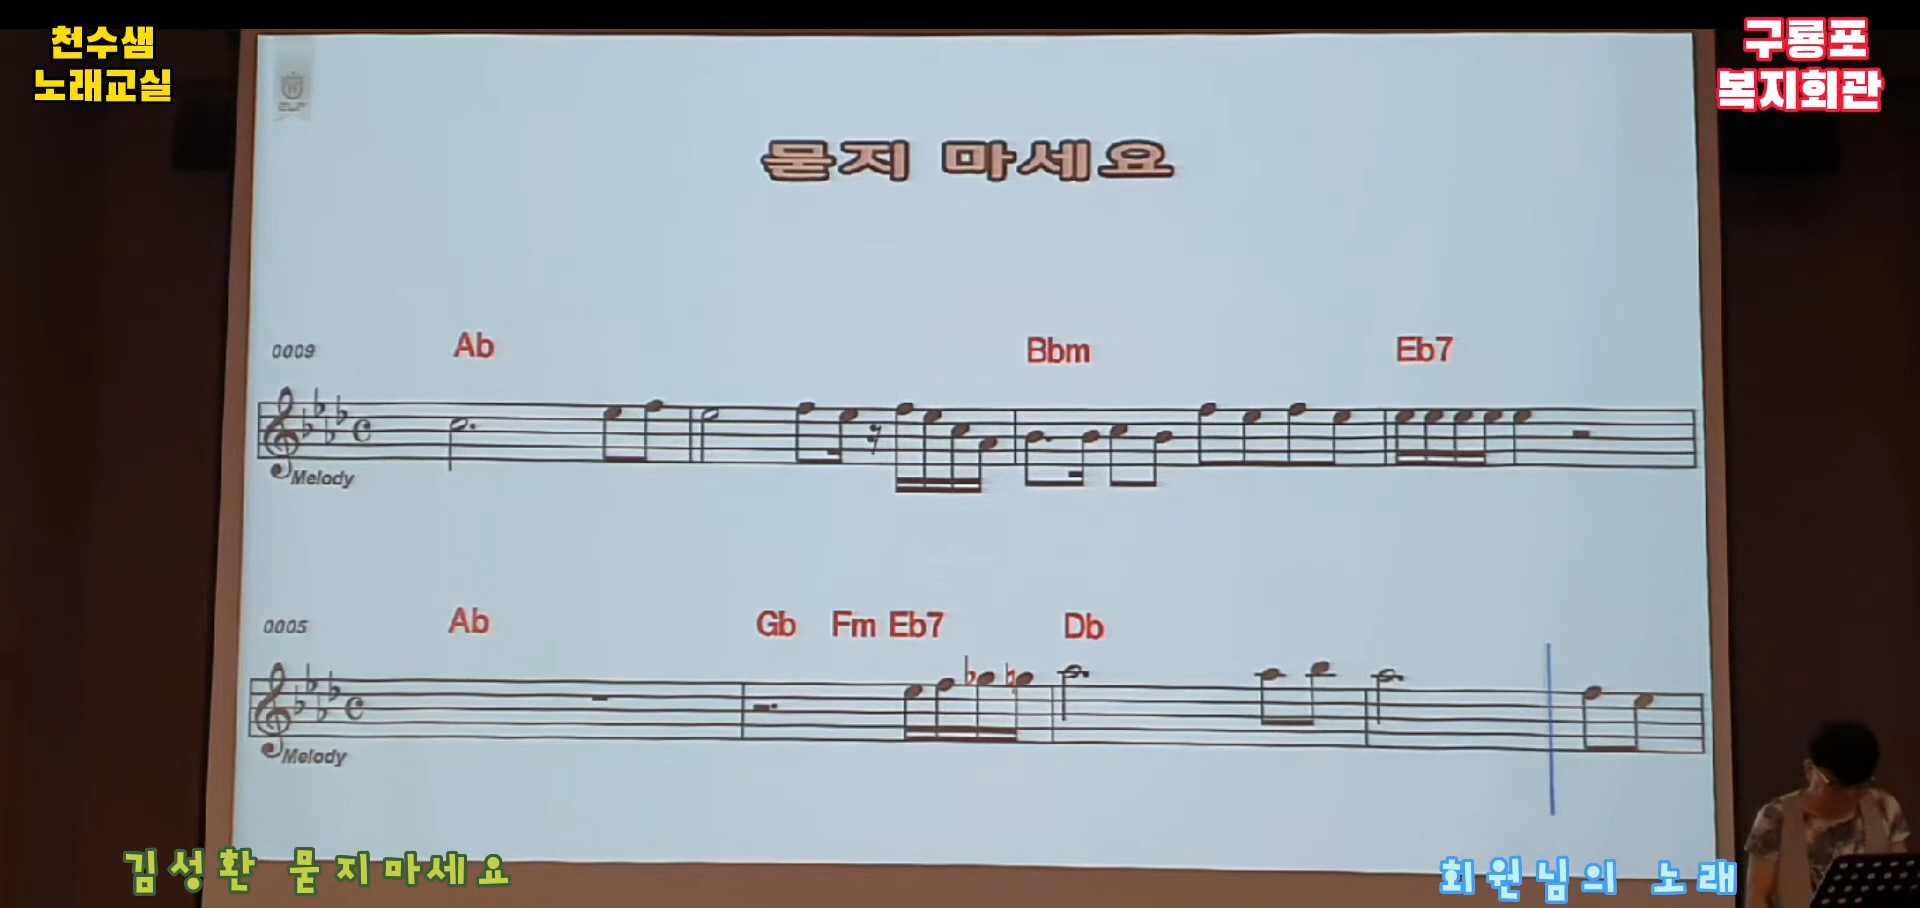 천수샘
노래교실
구룡포
복지회관
묻지 마세요
0009 Ab Bbm Eb7
Melody
0005 Ab Gb Fm Eb7 Db
Melody
김성환 묻지마세요
회원님의 노래